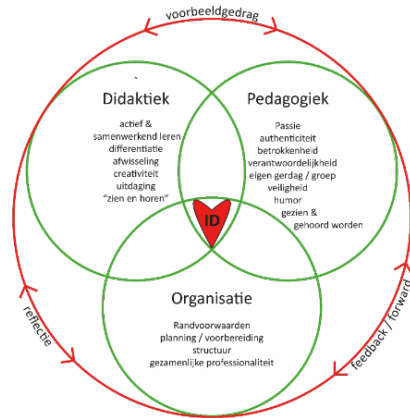 voorbeeldgedrag
Didaktiek
actief &
samenwerkend leren
differentiatie
afwisseling
creativiteit
uitdaging
"zien en horen"
Pedagogiek
Passie
authenticiteit
betrokkenheid
verantwoordelijkheid
eigen gerdag / groep
veiligheid
humor
gezien &
gehoord worden
ID
Organisatie
Randvoorwaarden
planning / voorbereiding
structuur
gezamenlijke professionaliteit
reflectie
feedback / forward